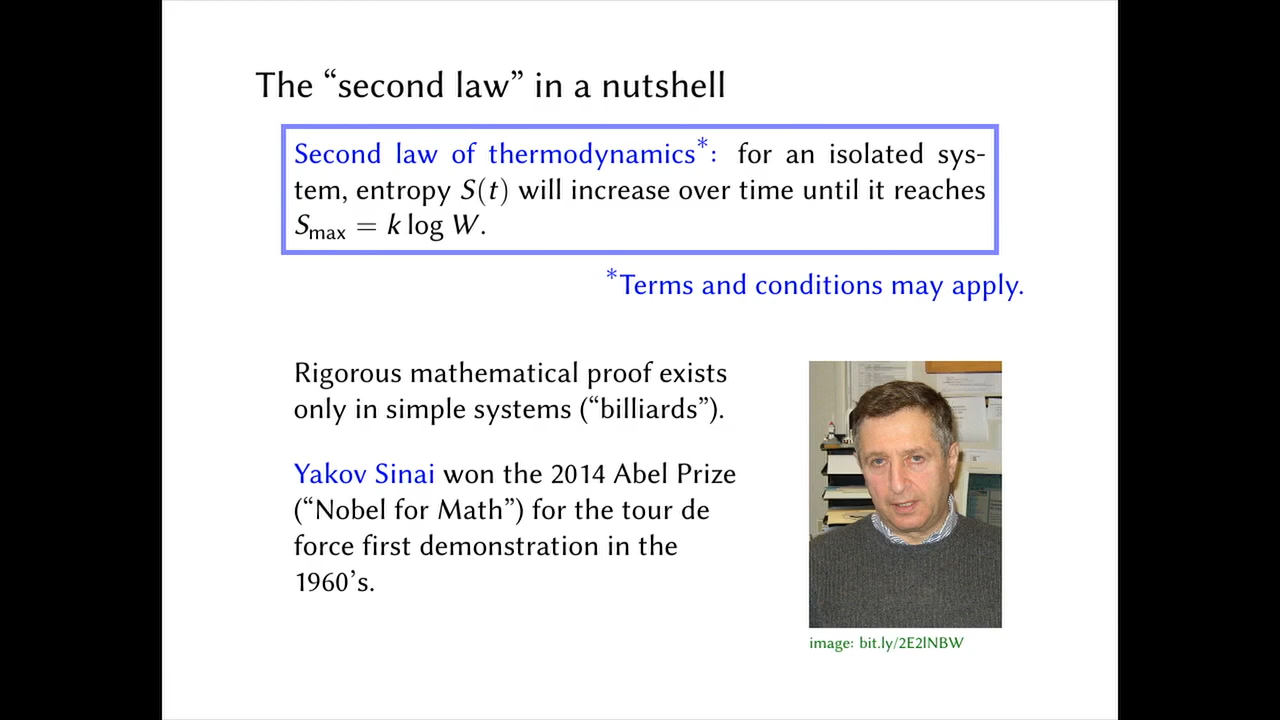 The “second law” in a nutshell
Second law of thermodynamics*: for an isolated sys-
tem, entropy S(t) will increase over time until it reaches
Smax = k log W.
*Terms and conditions may apply.
Rigorous mathematical proof exists
only in simple systems (“billiards”).
Yakov Sinai won the 2014 Abel Prize
(“Nobel for Math”) for the tour de
force first demonstration in the
1960’s.
image: bit.ly/2E2lNBW